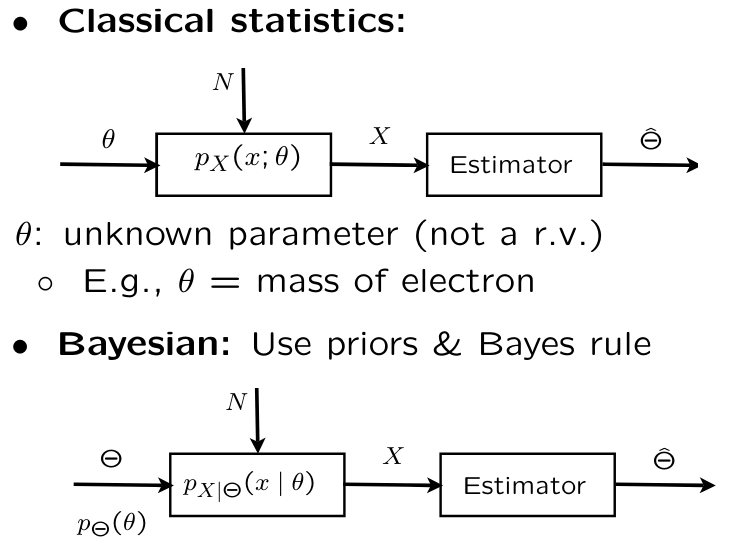 • Classical statistics:
N
θ
p_X(x; θ)
X
Estimator
Θ̂
θ: unknown parameter (not a r.v.)
◦ E.g., θ = mass of electron
• Bayesian: Use priors & Bayes rule
N
Θ
p_{X|Θ}(x | θ)
X
Estimator
Θ̂
p_Θ(θ)